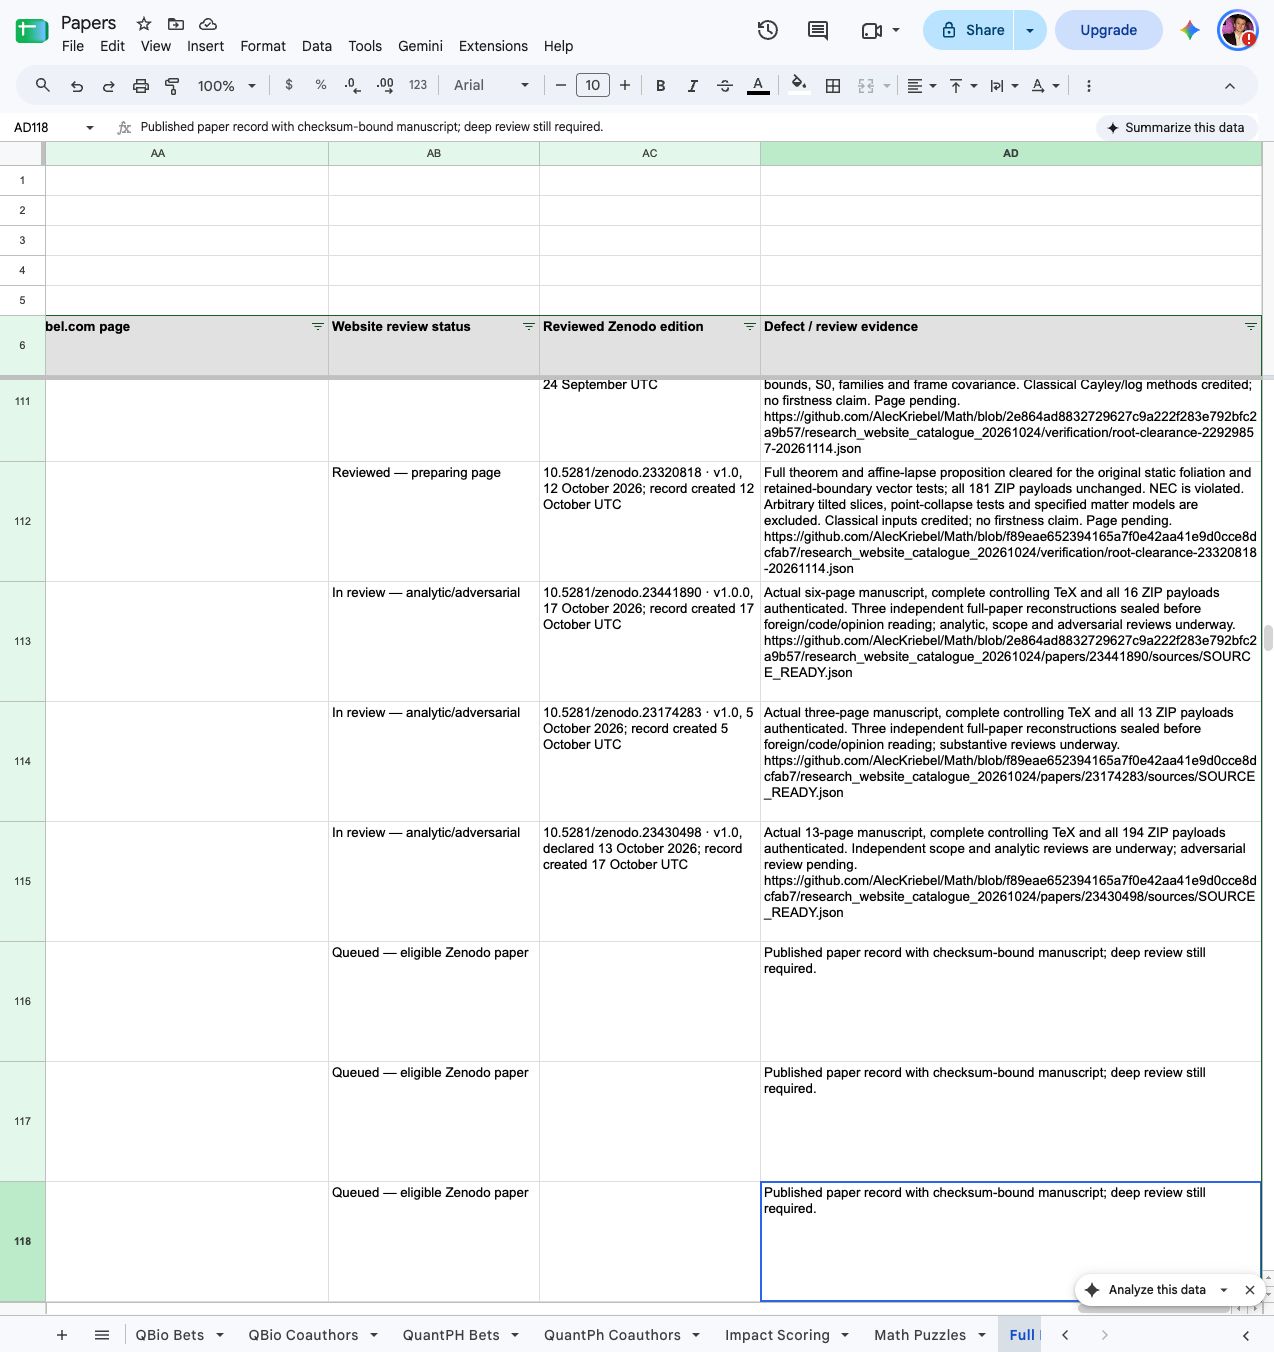 Papers
File Edit View Insert Format Data Tools Gemini Extensions Help
Share
Upgrade
100% $ % .0 .00 123 Arial 10 B I S A
AD118 fx Published paper record with checksum-bound manuscript; deep review still required.
Summarize this data
AA AB AC AD
1
2
3
4
5
6
bel.com page
Website review status
Reviewed Zenodo edition
Defect / review evidence
111
24 September UTC
bounds, S0, families and frame covariance. Classical Cayley/log methods credited;
no firstness claim. Page pending.
https://github.com/AlecKriebel/Math/blob/2e864ad8832729627c9a222f283e792bfc2
a9b57/research_website_catalogue_20261024/verification/root-clearance-2292985
7-20261114.json
112
Reviewed — preparing page
10.5281/zenodo.23320818 · v1.0,
12 October 2026; record created 12
October UTC
Full theorem and affine-lapse proposition cleared for the original static foliation and
retained-boundary vector tests; all 181 ZIP payloads unchanged. NEC is violated.
Arbitrary tilted slices, point-collapse tests and specified matter models are
excluded. Classical inputs credited; no firstness claim. Page pending.
https://github.com/AlecKriebel/Math/blob/f89eae652394165a7f0e42aa41e9d0cce8d
cfab7/research_website_catalogue_20261024/verification/root-clearance-23320818
-20261114.json
113
In review — analytic/adversarial
10.5281/zenodo.23441890 · v1.0.0,
17 October 2026; record created 17
October UTC
Actual six-page manuscript, complete controlling TeX and all 16 ZIP payloads
authenticated. Three independent full-paper reconstructions sealed before
foreign/code/opinion reading; analytic, scope and adversarial reviews underway.
https://github.com/AlecKriebel/Math/blob/2e864ad8832729627c9a222f283e792bfc2
a9b57/research_website_catalogue_20261024/papers/23441890/sources/SOURC
E_READY.json
114
In review — analytic/adversarial
10.5281/zenodo.23174283 · v1.0, 5
October 2026; record created 5
October UTC
Actual three-page manuscript, complete controlling TeX and all 13 ZIP payloads
authenticated. Three independent full-paper reconstructions sealed before
foreign/code/opinion reading; substantive reviews underway.
https://github.com/AlecKriebel/Math/blob/f89eae652394165a7f0e42aa41e9d0cce8d
cfab7/research_website_catalogue_20261024/papers/23174283/sources/SOURCE
_READY.json
115
In review — analytic/adversarial
10.5281/zenodo.23430498 · v1.0,
declared 13 October 2026; record
created 17 October UTC
Actual 13-page manuscript, complete controlling TeX and all 194 ZIP payloads
authenticated. Independent scope and analytic reviews are underway; adversarial
review pending.
https://github.com/AlecKriebel/Math/blob/f89eae652394165a7f0e42aa41e9d0cce8d
cfab7/research_website_catalogue_20261024/papers/23430498/sources/SOURCE
_READY.json
116
Queued — eligible Zenodo paper
Published paper record with checksum-bound manuscript; deep review still
required.
117
Queued — eligible Zenodo paper
Published paper record with checksum-bound manuscript; deep review still
required.
118
Queued — eligible Zenodo paper
Published paper record with checksum-bound manuscript; deep review still
required.
Analyze this data
QBio Bets QBio Coauthors QuantPH Bets QuantPh Coauthors Impact Scoring Math Puzzles Full